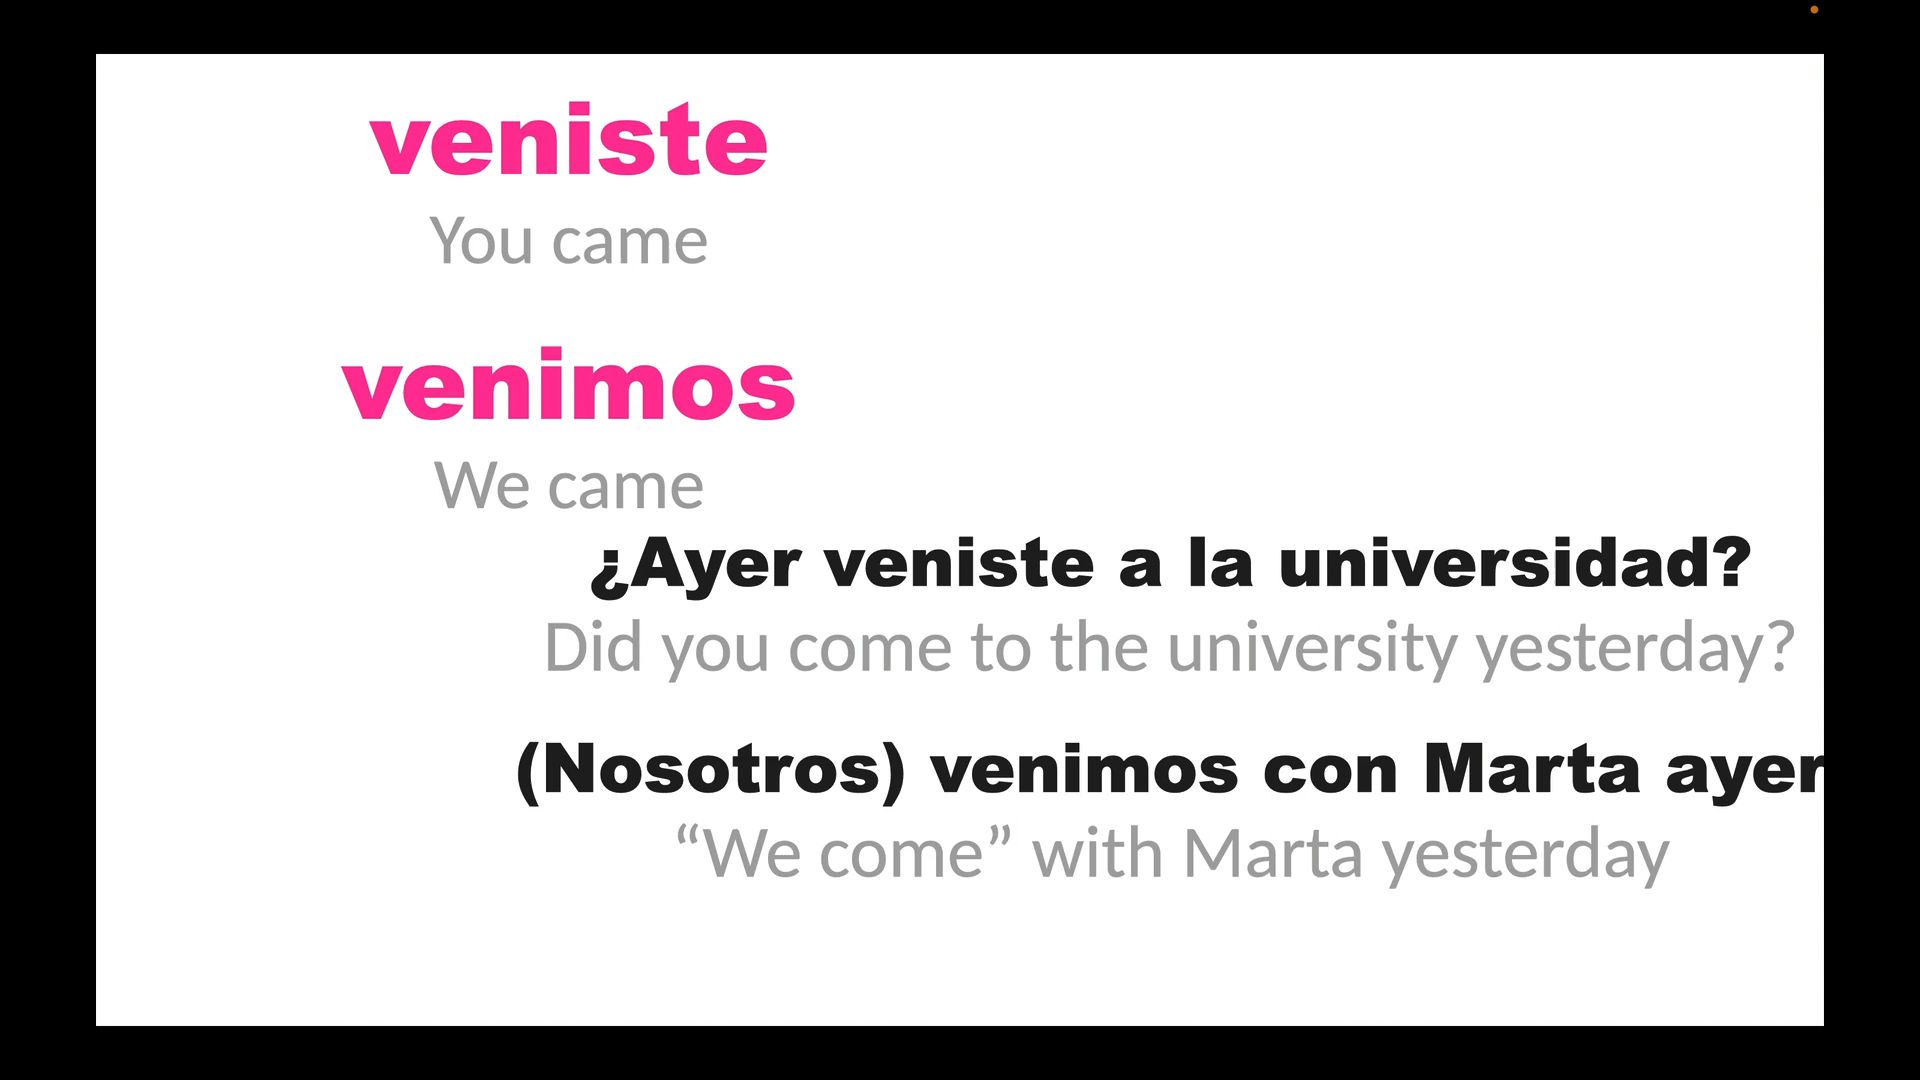 veniste
You came
venimos
We came
¿Ayer veniste a la universidad?
Did you come to the university yesterday?
(Nosotros) venimos con Marta ayer
“We come” with Marta yesterday